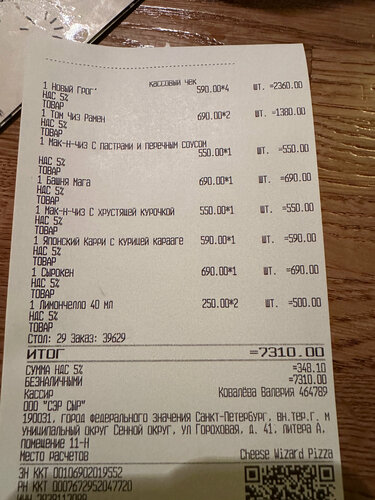 кассовый чек
1 Новый Грог 590.00*4 шт. =2360.00
НДС 5%
ТОВАР
1 Том Чиз Рамен 690.00*2 шт. =1380.00
НДС 5%
ТОВАР
1 Мак-н-чиз С пастрами и перечным соусом
550.00*1 шт. =550.00
НДС 5%
ТОВАР
1 Башня мага 690.00*1 шт. =690.00
НДС 5%
ТОВАР
1 Мак-н-чиз С хрустящей курочкой 550.00*1 шт. =550.00
НДС 5%
ТОВАР
1 Японский Карри с курицей карааге 590.00*1 шт. =590.00
НДС 5%
ТОВАР
1 Сырокен 690.00*1 шт. =690.00
НДС 5%
ТОВАР
1 Лимончелло 40 мл 250.00*2 шт. =500.00
НДС 5%
ТОВАР
Стол: 29 Заказ: 39629
ИТОГ =7310.00
СУММА НДС 5% =348.10
БЕЗНАЛИЧНЫМИ =7310.00
Кассир Ковалёва Валерия 464789
ООО "СЭР СЫР"
190031, город федерального значения Санкт-Петербург, вн.тер.г. м
униципальный округ Сенной округ, ул Гороховая, д. 41, литера А,
помещение 11-Н
Место расчетов Cheese Wizard Pizza
ЗН ККТ 00106902019552
РН ККТ 0007672952047720